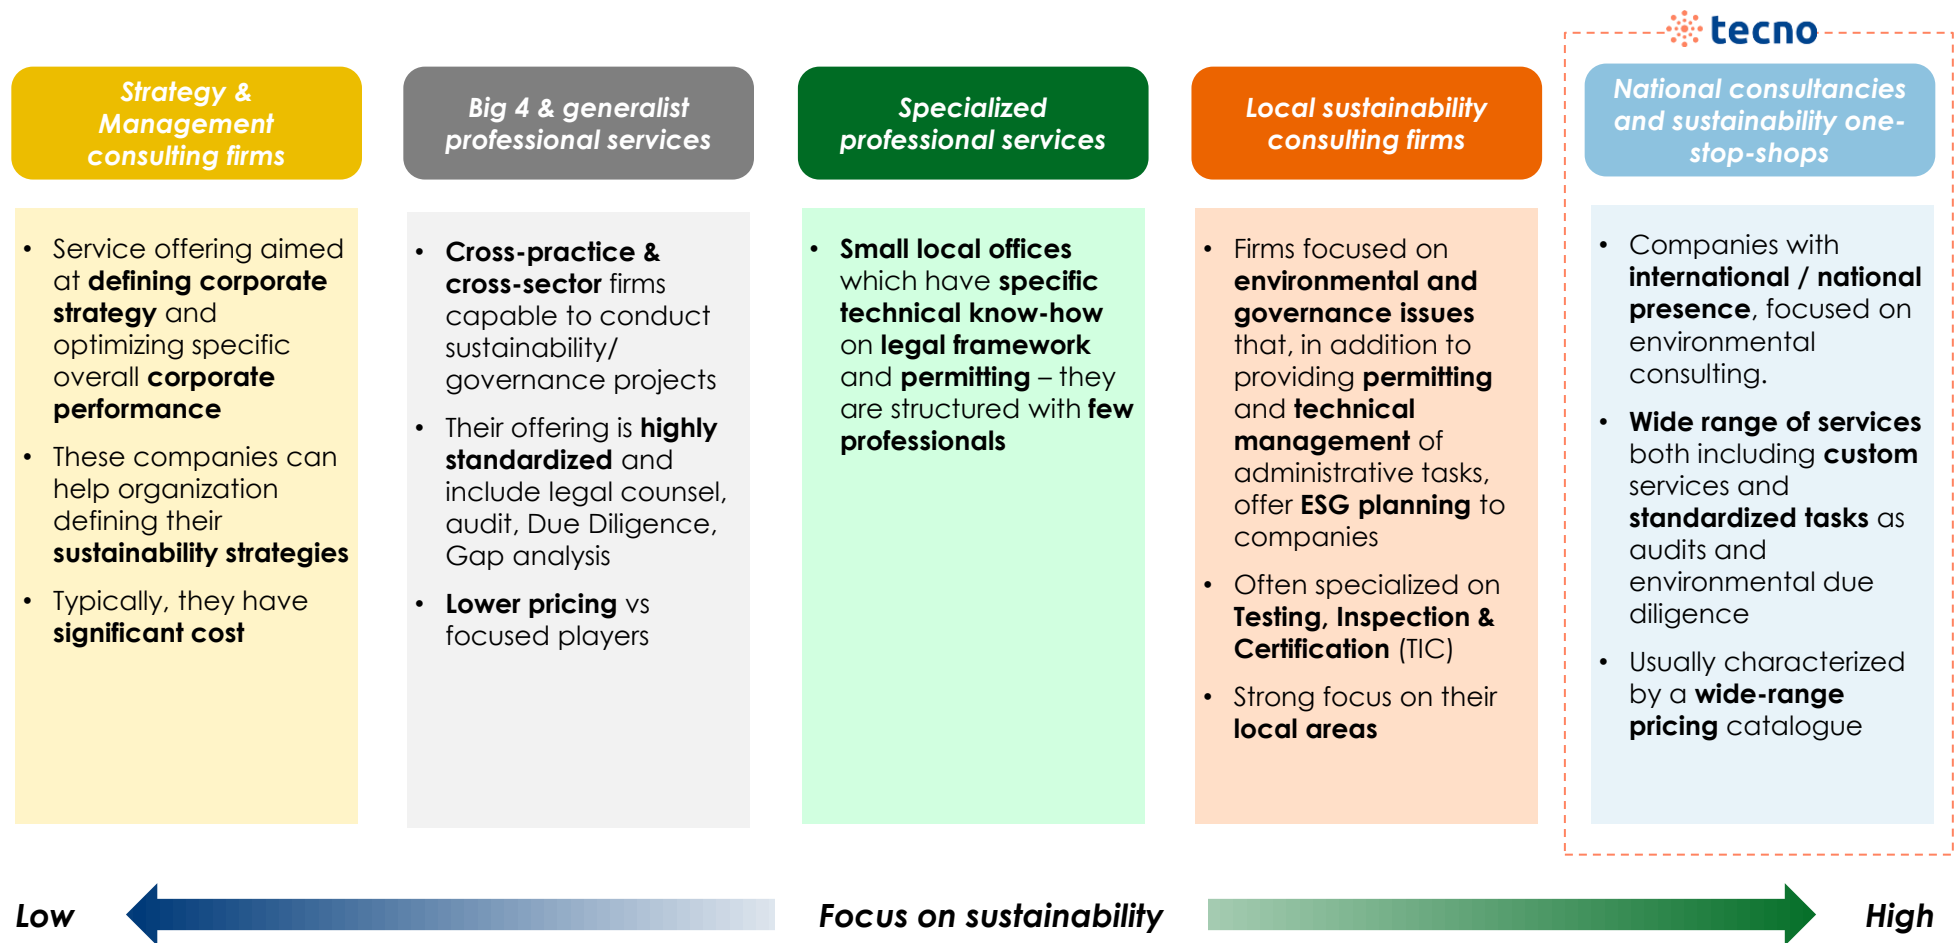 tecno
Strategy &
Management
consulting firms
• Service offering aimed
at defining corporate
strategy and
optimizing specific
overall corporate
performance
• These companies can
help organization
defining their
sustainability strategies
• Typically, they have
significant cost
Big 4 & generalist
professional services
• Cross-practice &
cross-sector firms
capable to conduct
sustainability/
governance projects
• Their offering is highly
standardized and
include legal counsel,
audit, Due Diligence,
Gap analysis
• Lower pricing vs
focused players
Specialized
professional services
• Small local offices
which have specific
technical know-how
on legal framework
and permitting – they
are structured with few
professionals
Local sustainability
consulting firms
• Firms focused on
environmental and
governance issues
that, in addition to
providing permitting
and technical
management of
administrative tasks,
offer ESG planning to
companies
• Often specialized on
Testing, Inspection &
Certification (TIC)
• Strong focus on their
local areas
National consultancies
and sustainability one-
stop-shops
• Companies with
international / national
presence, focused on
environmental
consulting.
• Wide range of services
both including custom
services and
standardized tasks as
audits and
environmental due
diligence
• Usually characterized
by a wide-range
pricing catalogue
Low
Focus on sustainability
High